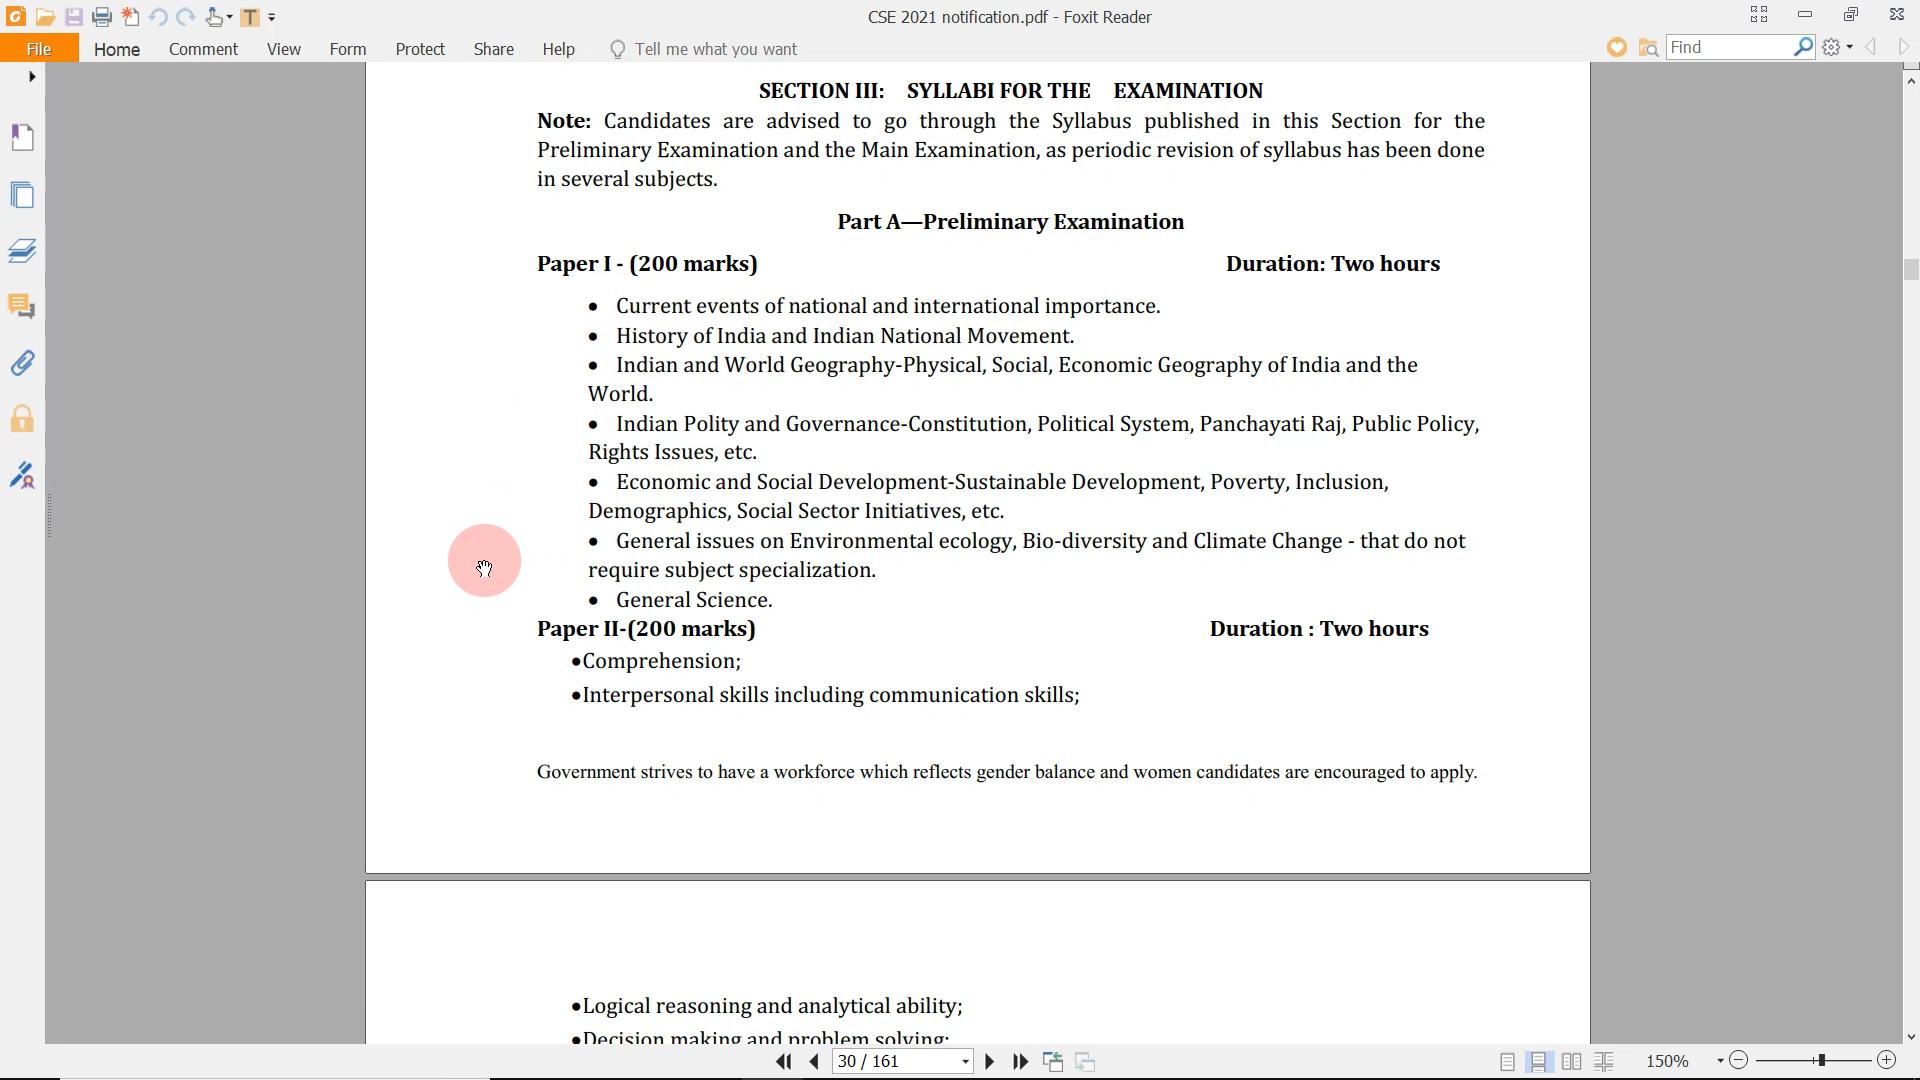 CSE 2021 notification.pdf - Foxit Reader
File Home Comment View Form Protect Share Help Tell me what you want Find
SECTION III: SYLLABI FOR THE EXAMINATION
Note: Candidates are advised to go through the Syllabus published in this Section for the
Preliminary Examination and the Main Examination, as periodic revision of syllabus has been done
in several subjects.
Part A—Preliminary Examination
Paper I - (200 marks) Duration: Two hours
• Current events of national and international importance.
• History of India and Indian National Movement.
• Indian and World Geography-Physical, Social, Economic Geography of India and the
World.
• Indian Polity and Governance-Constitution, Political System, Panchayati Raj, Public Policy,
Rights Issues, etc.
• Economic and Social Development-Sustainable Development, Poverty, Inclusion,
Demographics, Social Sector Initiatives, etc.
• General issues on Environmental ecology, Bio-diversity and Climate Change - that do not
require subject specialization.
• General Science.
Paper II-(200 marks) Duration : Two hours
•Comprehension;
•Interpersonal skills including communication skills;
Government strives to have a workforce which reflects gender balance and women candidates are encouraged to apply.
•Logical reasoning and analytical ability;
•Decision making and problem solving;
30 / 161 150%